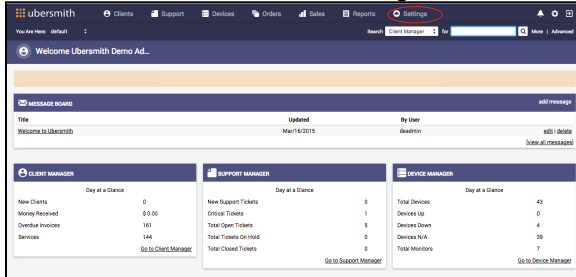 ubersmith Clients Support Devices Orders Sales Reports Settings
You Are Here: default Search Client Manager for More | Advanced
Welcome Ubersmith Demo Ad...
MESSAGE BOARD add message
Title Updated By User
Welcome to Ubersmith Mar/16/2015 deadmin edit | delete
[view all messages]
CLIENT MANAGER
Day at a Glance
New Clients 0
Money Received $ 0.00
Overdue Invoices 161
Services 144
Go to Client Manager
SUPPORT MANAGER
Day at a Glance
New Support Tickets 0
Critical Tickets 1
Total Open Tickets 5
Total Tickets On Hold 0
Total Closed Tickets 0
Go to Support Manager
DEVICE MANAGER
Day at a Glance
Total Devices 43
Devices Up 0
Devices Down 4
Devices N/A 39
Total Monitors 7
Go to Device Manager